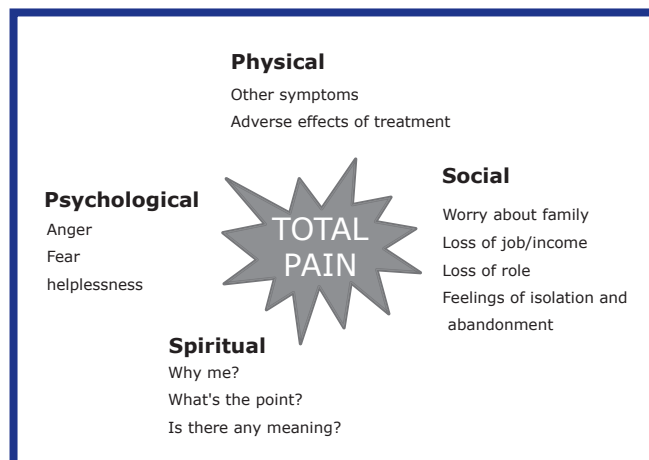 Physical
Other symptoms
Adverse effects of treatment
Psychological
Anger
Fear
helplessness
TOTAL
PAIN
Social
Worry about family
Loss of job/income
Loss of role
Feelings of isolation and
abandonment
Spiritual
Why me?
What's the point?
Is there any meaning?